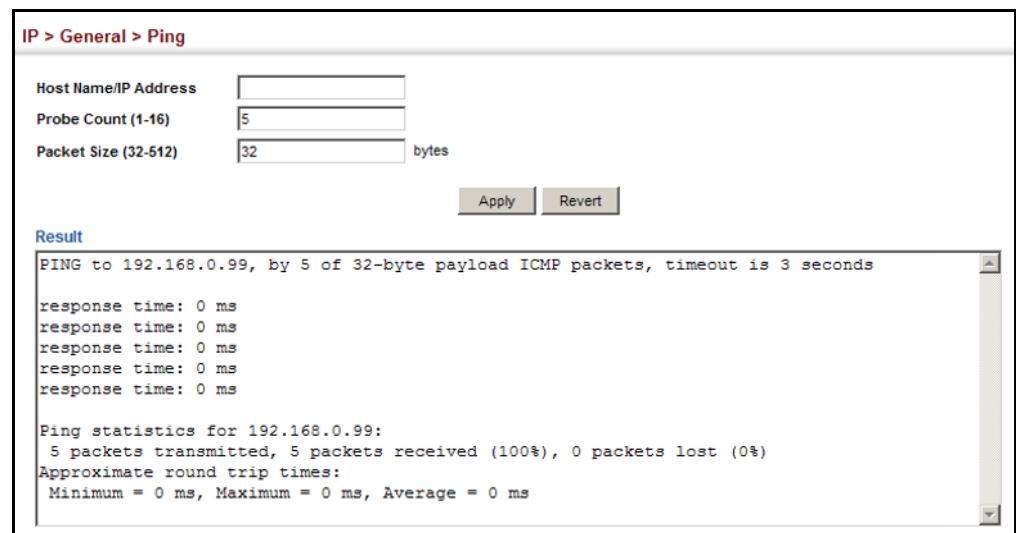 IP > General > Ping
Host Name/IP Address
Probe Count (1-16) 5
Packet Size (32-512) 32 bytes
Apply Revert
Result
PING to 192.168.0.99, by 5 of 32-byte payload ICMP packets, timeout is 3 seconds
response time: 0 ms
response time: 0 ms
response time: 0 ms
response time: 0 ms
response time: 0 ms
Ping statistics for 192.168.0.99:
5 packets transmitted, 5 packets received (100%), 0 packets lost (0%)
Approximate round trip times:
Minimum = 0 ms, Maximum = 0 ms, Average = 0 ms